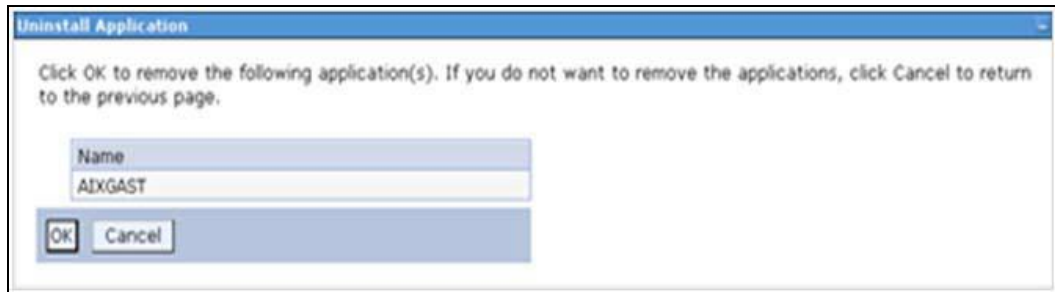 Uninstall Application
Click OK to remove the following application(s). If you do not want to remove the applications, click Cancel to return
to the previous page.
Name
AIXGAST
OK Cancel